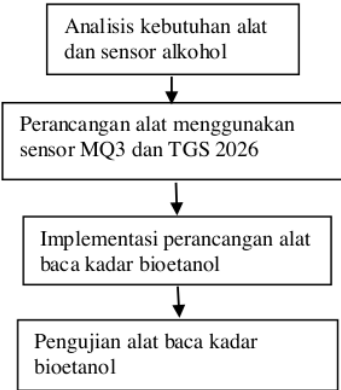 Analisis kebutuhan alat
dan sensor alkohol
Perancangan alat menggunakan
sensor MQ3 dan TGS 2026
Implementasi perancangan alat
baca kadar bioetanol
Pengujian alat baca kadar
bioetanol